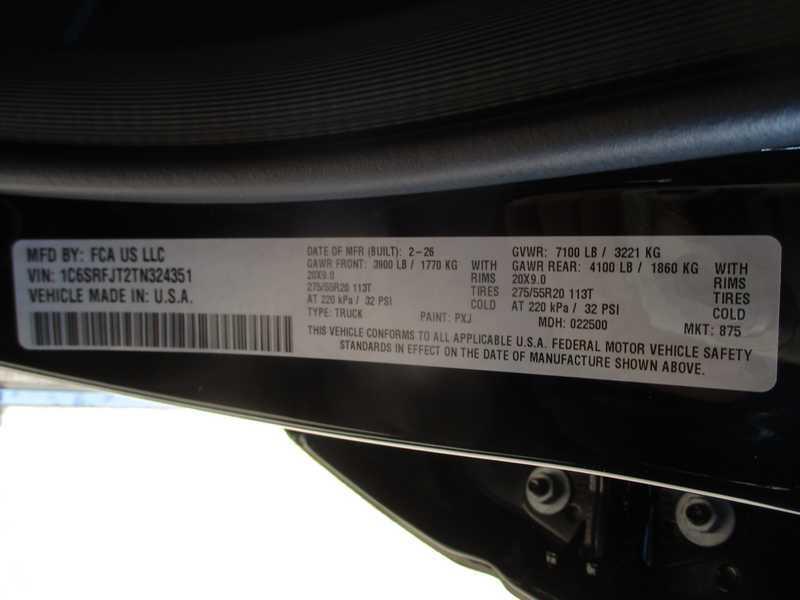 MFD BY: FCA US LLC
VIN: 1C6SRFJT2TN324351
VEHICLE MADE IN: U.S.A.
DATE OF MFR (BUILT): 2-26
GAWR FRONT: 3900 LB / 1770 KG WITH
20X9.0 RIMS
275/55R20 113T TIRES
AT 220 kPa / 32 PSI COLD
TYPE: TRUCK PAINT: PXJ
GVWR: 7100 LB / 3221 KG
GAWR REAR: 4100 LB / 1860 KG WITH
20X9.0 RIMS
275/55R20 113T TIRES
AT 220 kPa / 32 PSI COLD
MDH: 022500 MKT: 875
THIS VEHICLE CONFORMS TO ALL APPLICABLE U.S.A. FEDERAL MOTOR VEHICLE SAFETY
STANDARDS IN EFFECT ON THE DATE OF MANUFACTURE SHOWN ABOVE.